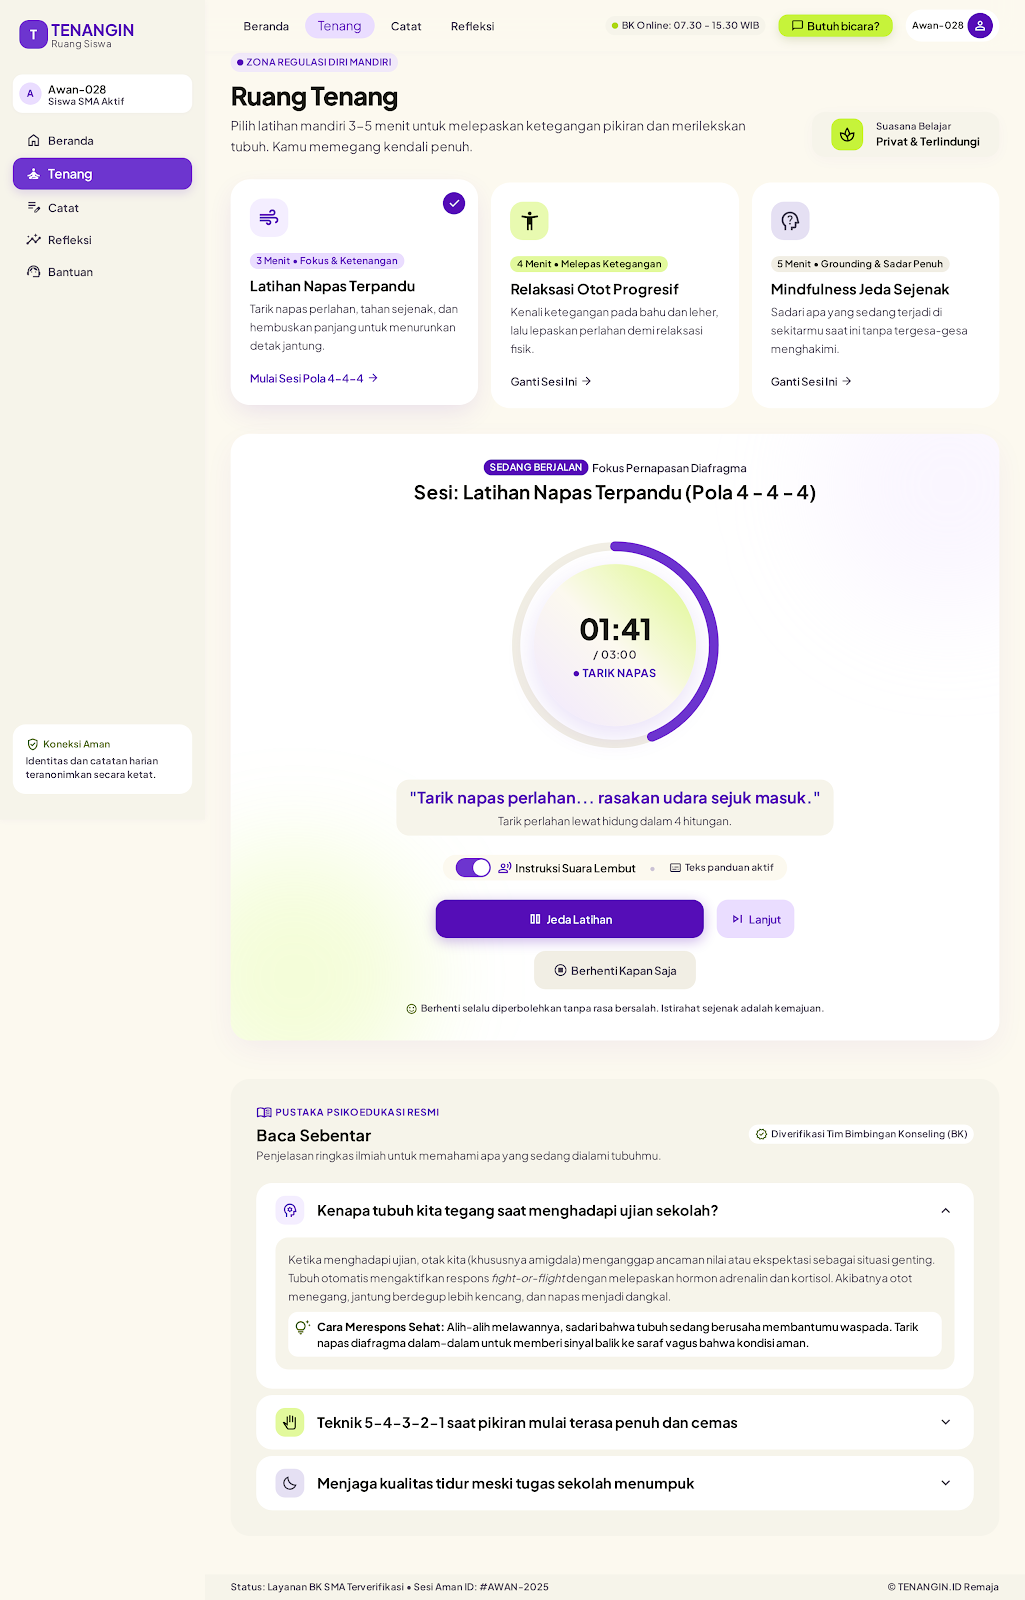 T
TENANGIN
Ruang Siswa
A
Awan-028
Siswa SMA Aktif
Beranda
Tenang
Catat
Refleksi
Bantuan
Koneksi Aman
Identitas dan catatan harian
teranonimkan secara ketat.
Beranda
Tenang
Catat
Refleksi
BK Online: 07.30 - 15.30 WIB
Butuh bicara?
Awan-028
ZONA REGULASI DIRI MANDIRI
Ruang Tenang
Pilih latihan mandiri 3–5 menit untuk melepaskan ketegangan pikiran dan merilekskan
tubuh. Kamu memegang kendali penuh.
Suasana Belajar
Privat & Terlindungi
3 Menit • Fokus & Ketenangan
Latihan Napas Terpandu
Tarik napas perlahan, tahan sejenak, dan
hembuskan panjang untuk menurunkan
detak jantung.
Mulai Sesi Pola 4-4-4 →
4 Menit • Melepas Ketegangan
Relaksasi Otot Progresif
Kenali ketegangan pada bahu dan leher,
lalu lepaskan perlahan demi relaksasi
fisik.
Ganti Sesi Ini →
5 Menit • Grounding & Sadar Penuh
Mindfulness Jeda Sejenak
Sadari apa yang sedang terjadi di
sekitarmu saat ini tanpa tergesa-gesa
menghakimi.
Ganti Sesi Ini →
SEDANG BERJALAN Fokus Pernapasan Diafragma
Sesi: Latihan Napas Terpandu (Pola 4 - 4 - 4)
01:41
/ 03:00
• TARIK NAPAS
"Tarik napas perlahan... rasakan udara sejuk masuk."
Tarik perlahan lewat hidung dalam 4 hitungan.
Instruksi Suara Lembut • Teks panduan aktif
Jeda Latihan
Lanjut
Berhenti Kapan Saja
Berhenti selalu diperbolehkan tanpa rasa bersalah. Istirahat sejenak adalah kemajuan.
PUSTAKA PSIKOEDUKASI RESMI
Baca Sebentar
Penjelasan ringkas ilmiah untuk memahami apa yang sedang dialami tubuhmu.
Diverifikasi Tim Bimbingan Konseling (BK)
Kenapa tubuh kita tegang saat menghadapi ujian sekolah?
Ketika menghadapi ujian, otak kita (khususnya amigdala) menganggap ancaman nilai atau ekspektasi sebagai situasi genting.
Tubuh otomatis mengaktifkan respons fight-or-flight dengan melepaskan hormon adrenalin dan kortisol. Akibatnya otot
menegang, jantung berdegup lebih kencang, dan napas menjadi dangkal.
Cara Merespons Sehat: Alih-alih melawannya, sadari bahwa tubuh sedang berusaha membantumu waspada. Tarik
napas diafragma dalam-dalam untuk memberi sinyal balik ke saraf vagus bahwa kondisi aman.
Teknik 5-4-3-2-1 saat pikiran mulai terasa penuh dan cemas
Menjaga kualitas tidur meski tugas sekolah menumpuk
Status: Layanan BK SMA Terverifikasi • Sesi Aman ID: #AWAN-2025
© TENANGIN.ID Remaja